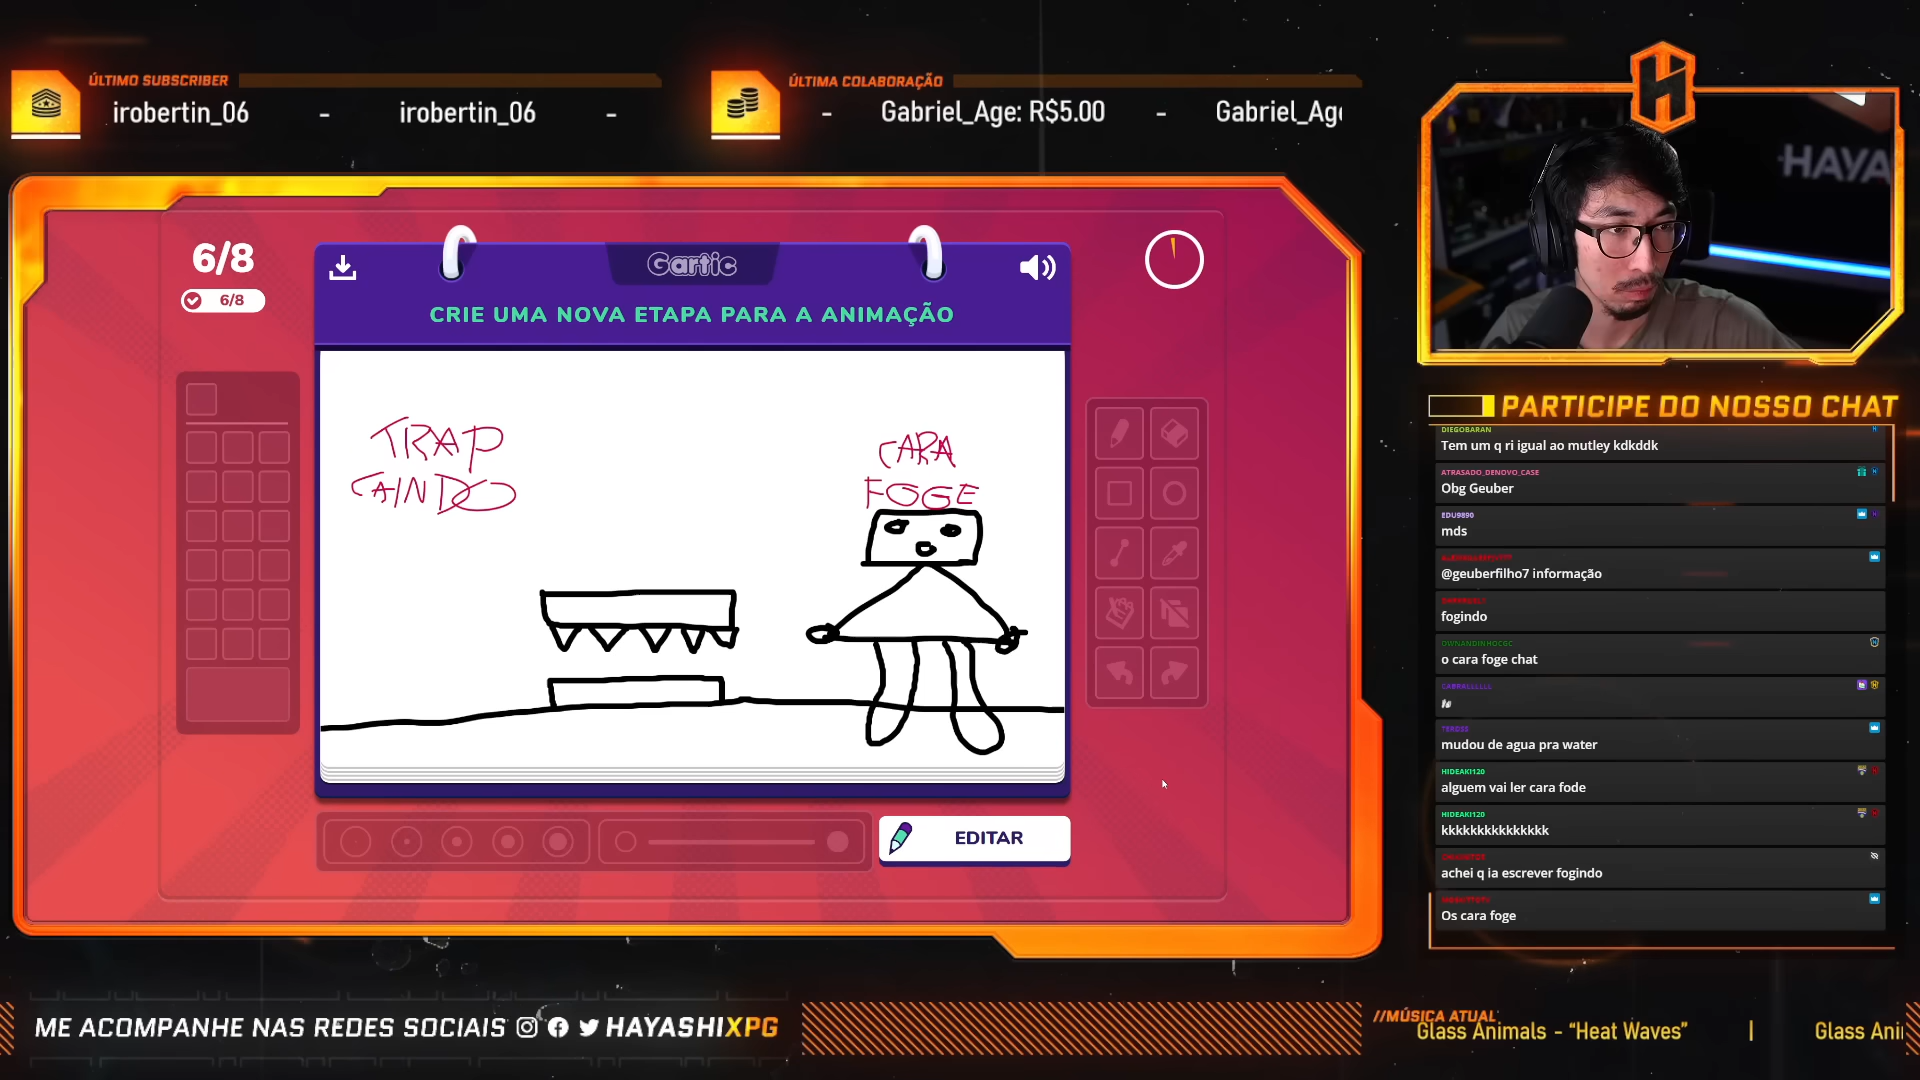 ÚLTIMO SUBSCRIBER
irobertin_06 - irobertin_06 -
ÚLTIMA COLABORAÇÃO
- Gabriel_Age: R$5.00 - Gabriel_Age
HAYA
6/8
6/8
Gartic
CRIE UMA NOVA ETAPA PARA A ANIMAÇÃO
TRAP
CAINDO
CARA
FOGE
EDITAR
PARTICIPE DO NOSSO CHAT
DIEGOBARAN
Tem um q ri igual ao mutley kdkddk
ATRASADO_DENOVO_CASE
Obg Geuber
EDU9890
mds
@geuberfilho7 informação
fogindo
OWNANDINHOCGC
o cara foge chat
mudou de agua pra water
HIDEAKI120
alguem vai ler cara fode
HIDEAKI120
kkkkkkkkkkkkkkk
achei q ia escrever fogindo
Os cara foge
ME ACOMPANHE NAS REDES SOCIAIS HAYASHIXPG
//MÚSICA ATUAL
Glass Animals - “Heat Waves” | Glass Ani